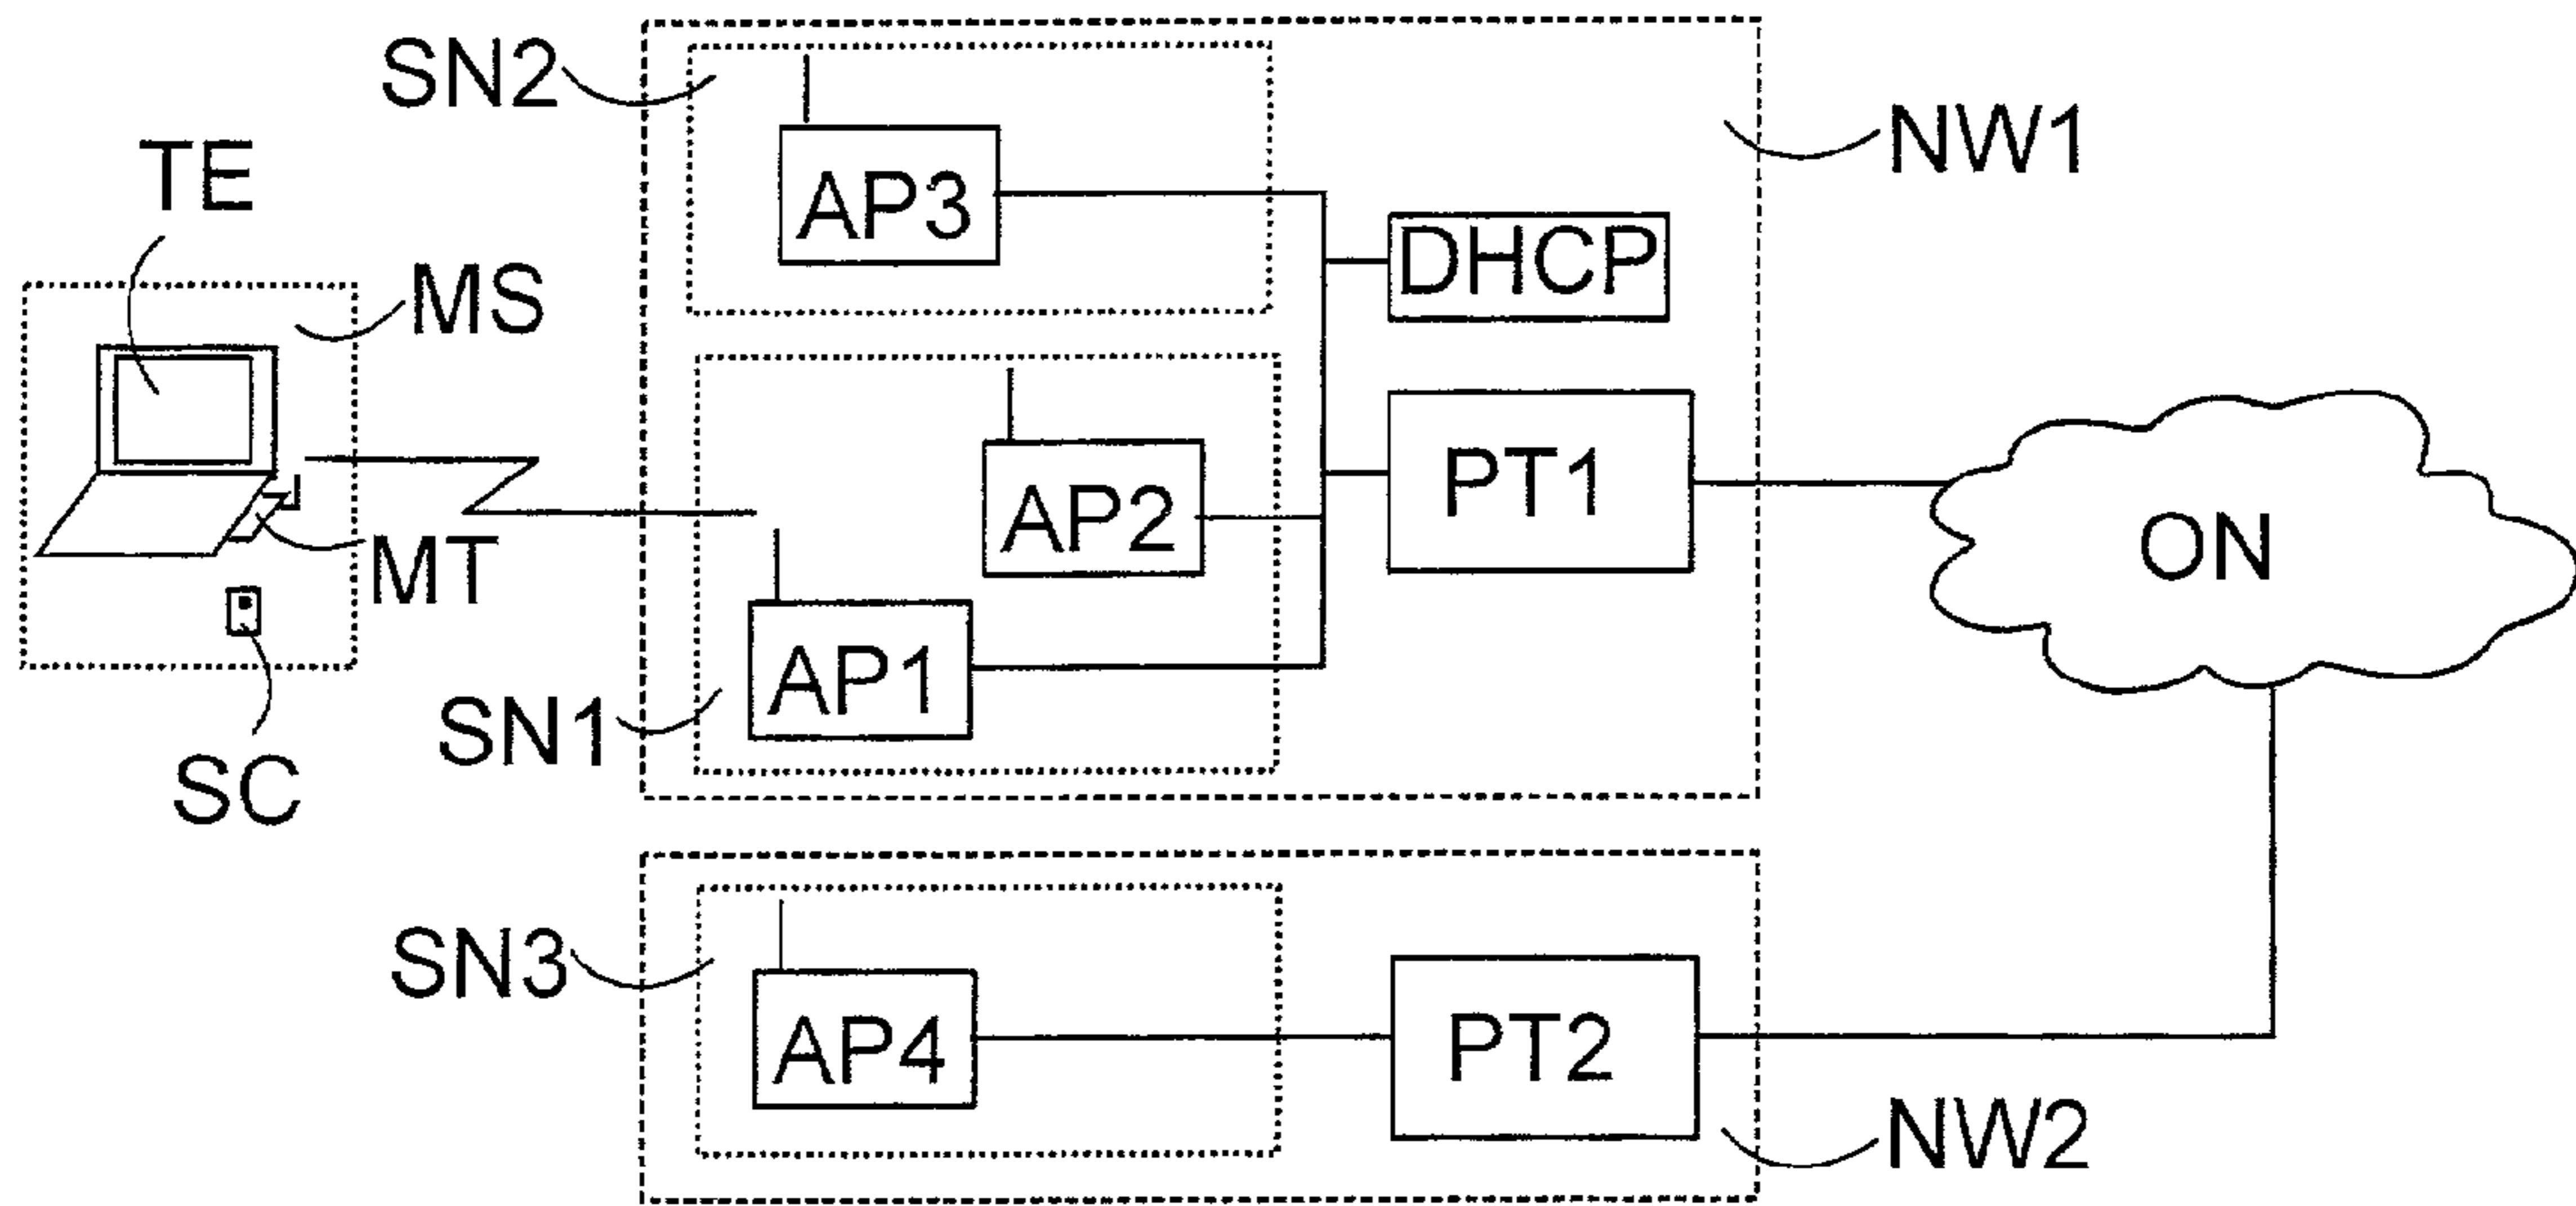 SN2
NW1
TE
AP3
DHCP
MS
PT1
AP2
ON
MT
AP1
SN1
SC
SN3
AP4
PT2
NW2